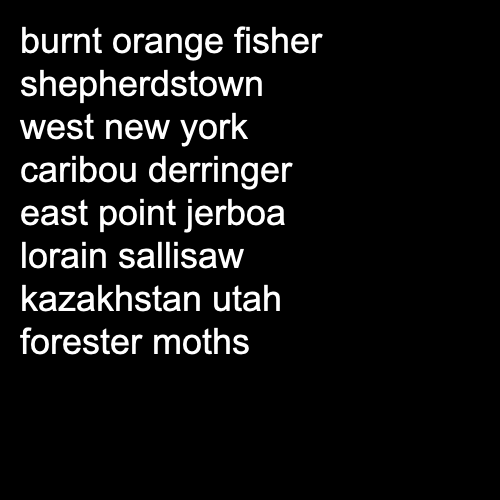 burnt orange fisher
shepherdstown
west new york
caribou derringer
east point jerboa
lorain sallisaw
kazakhstan utah
forester moths